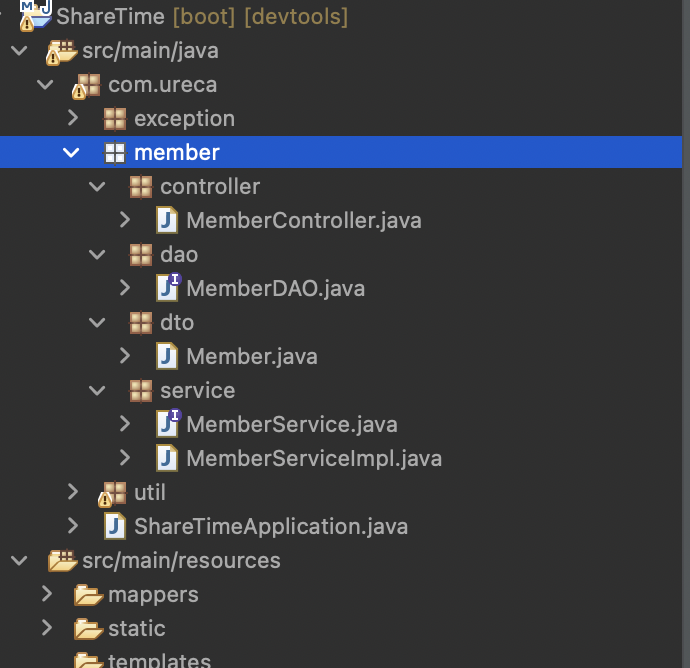 ShareTime [boot] [devtools]
src/main/java
com.ureca
exception
member
controller
MemberController.java
dao
MemberDAO.java
dto
Member.java
service
MemberService.java
MemberServiceImpl.java
util
ShareTimeApplication.java
src/main/resources
mappers
static
templates